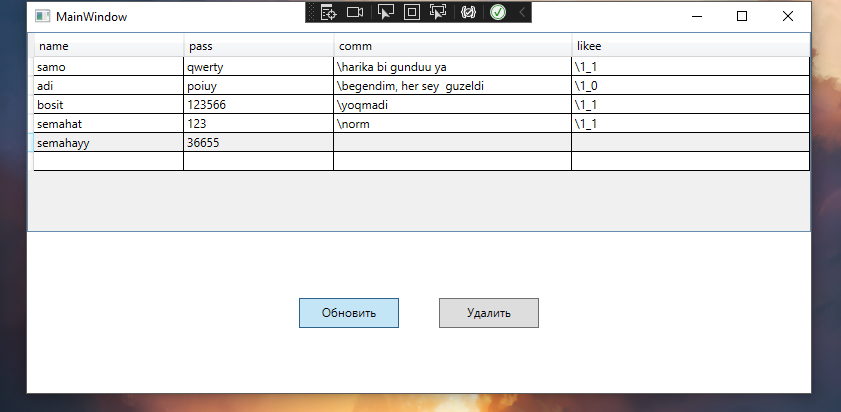 MainWindow
name pass comm likee
samo qwerty \harika bi gunduu ya \1_1
adi poiuy \begendim, her sey  guzeldi \1_0
bosit 123566 \yoqmadi \1_1
semahat 123 \norm \1_1
semahayy 36655
Обновить Удалить